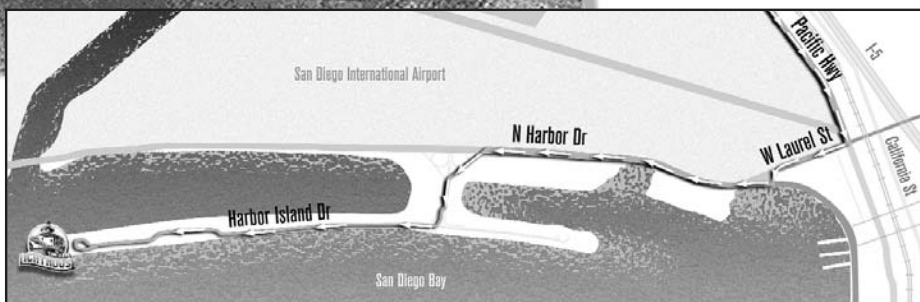 Pacific Hwy
I-5
San Diego International Airport
N Harbor Dr
W Laurel St
California St
Harbor Island Dr
San Diego Bay